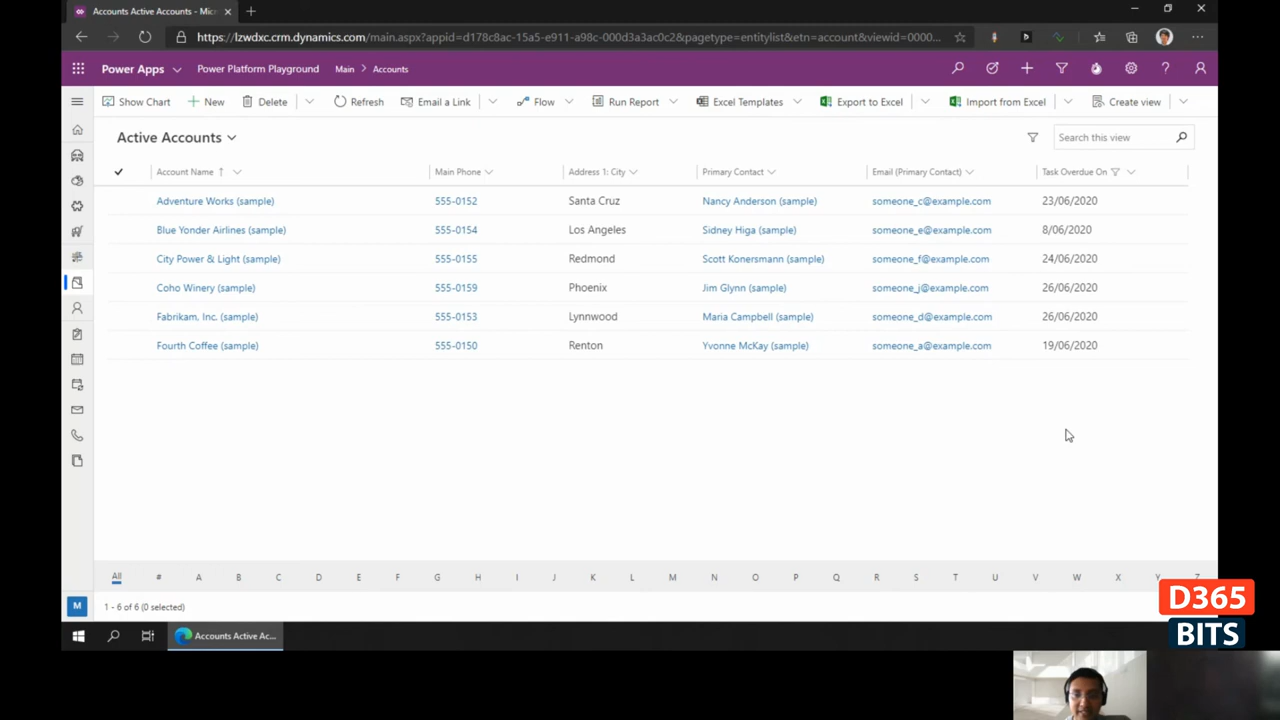 Accounts Active Accounts - Mic
https://lzwdxc.crm.dynamics.com/main.aspx?appid=d178c8ac-15a5-e911-a98c-000d3a3ac0c2&pagetype=entitylist&etn=account&viewid=0000...
Power Apps Power Platform Playground Main Accounts
Show Chart New Delete Refresh Email a Link Flow Run Report Excel Templates Export to Excel Import from Excel Create view
Active Accounts Search this view
Account Name ↑ Main Phone Address 1: City Primary Contact Email (Primary Contact) Task Overdue On
Adventure Works (sample) 555-0152 Santa Cruz Nancy Anderson (sample) someone_c@example.com 23/06/2020
Blue Yonder Airlines (sample) 555-0154 Los Angeles Sidney Higa (sample) someone_e@example.com 8/06/2020
City Power & Light (sample) 555-0155 Redmond Scott Konersmann (sample) someone_f@example.com 24/06/2020
Coho Winery (sample) 555-0159 Phoenix Jim Glynn (sample) someone_j@example.com 26/06/2020
Fabrikam, Inc. (sample) 555-0153 Lynnwood Maria Campbell (sample) someone_d@example.com 26/06/2020
Fourth Coffee (sample) 555-0150 Renton Yvonne McKay (sample) someone_a@example.com 19/06/2020
All # A B C D E F G H I J K L M N O P Q R S T U V W X Y Z
M 1 - 6 of 6 (0 selected)
D365
BITS
Accounts Active Ac...